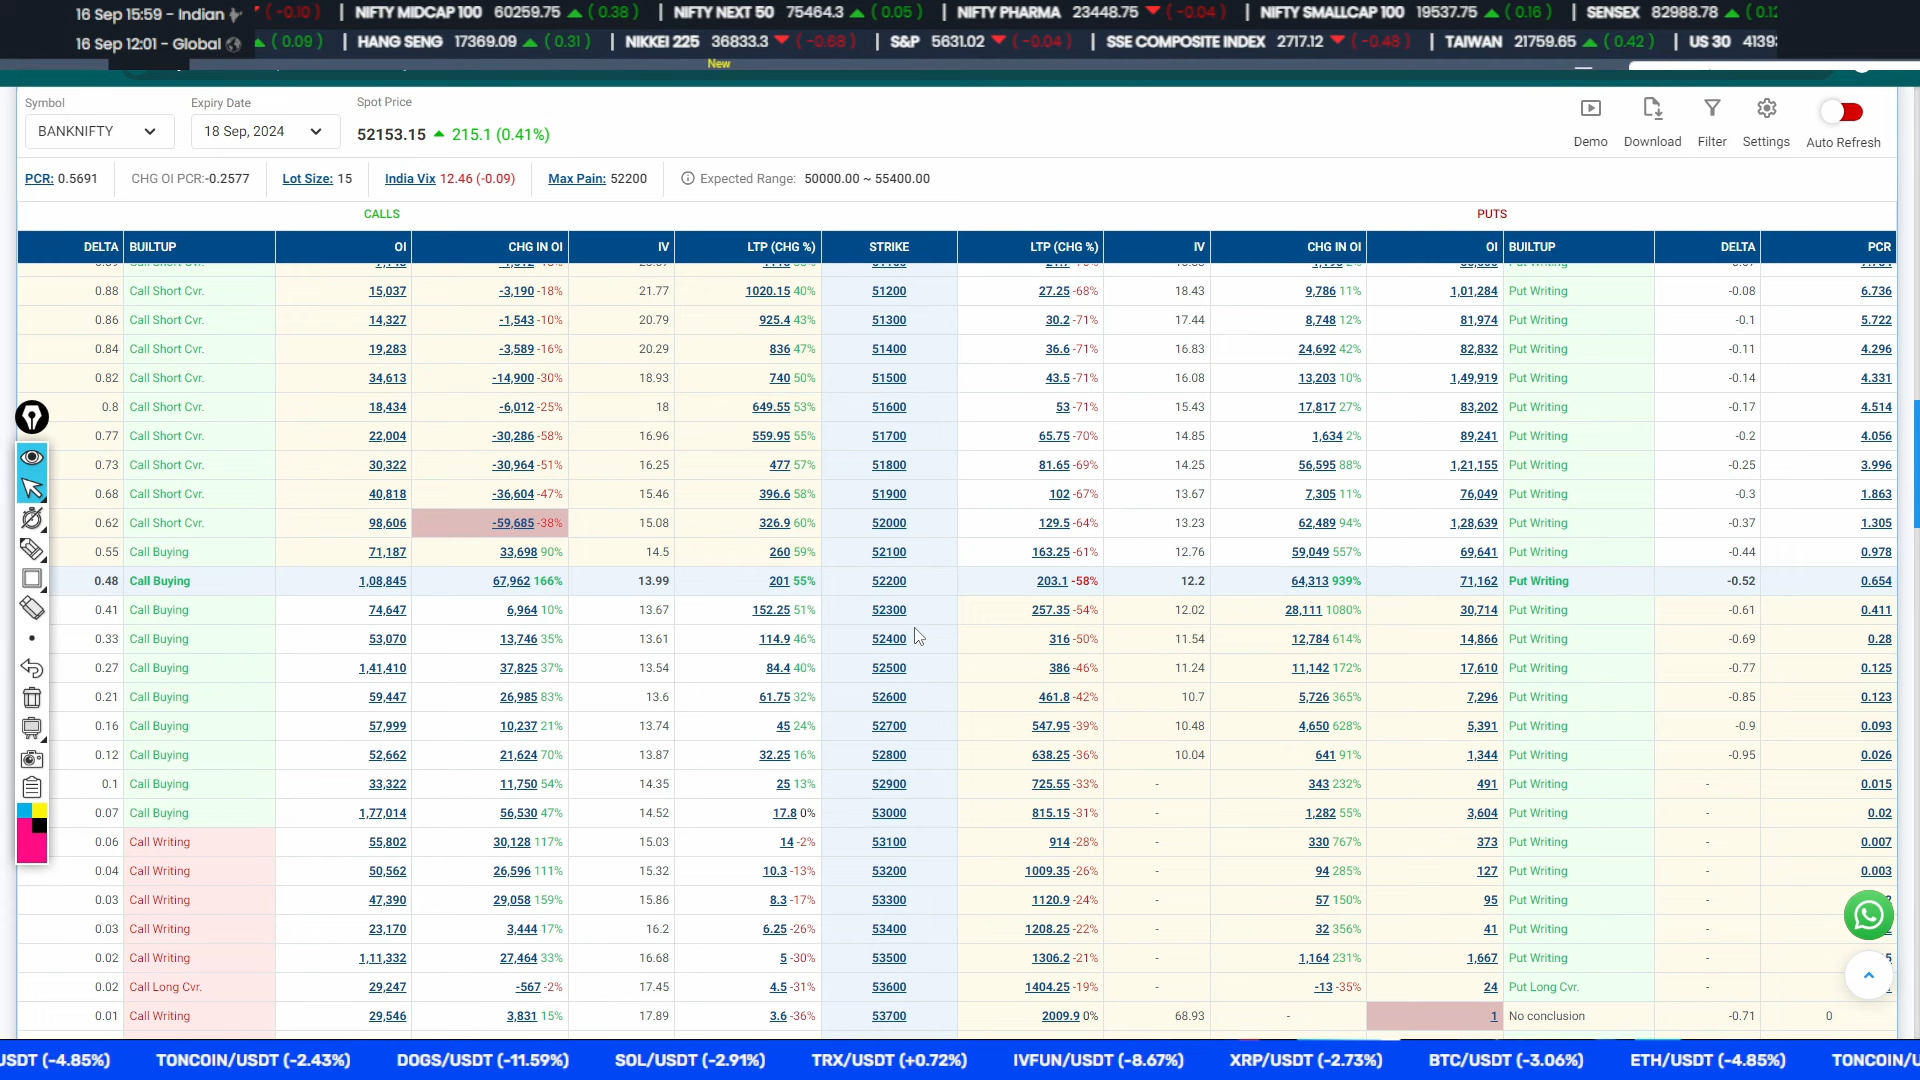 16 Sep 15:59 - Indian (-0.10) | NIFTY MIDCAP 100 60259.75 ▲ ( 0.38 ) | NIFTY NEXT 50 75464.3 ▲ ( 0.05 ) | NIFTY PHARMA 23448.75 ▼ ( -0.04 ) | NIFTY SMALLCAP 100 19537.75 ▲ ( 0.16 ) | SENSEX 82988.78 ▲
16 Sep 12:01 - Global ▲ ( 0.09 ) | HANG SENG 17369.09 ▲ ( 0.31 ) | NIKKEI 225 36833.3 ▼ ( -0.68 ) | S&P 5631.02 ▼ ( -0.04 ) | SSE COMPOSITE INDEX 2717.12 ▼ ( -0.48 ) | TAIWAN 21759.65 ▲ ( 0.42 ) | US 30
New
Symbol Expiry Date Spot Price
BANKNIFTY 18 Sep, 2024 52153.15 ▲ 215.1 (0.41%)
Demo Download Filter Settings Auto Refresh
PCR: 0.5691 CHG OI PCR:-0.2577 Lot Size: 15 India Vix 12.46 (-0.09) Max Pain: 52200 Expected Range: 50000.00 ~ 55400.00
CALLS PUTS
DELTA BUILTUP OI CHG IN OI IV LTP (CHG %) STRIKE LTP (CHG %) IV CHG IN OI OI BUILTUP DELTA PCR
0.88 Call Short Cvr. 15,037 -3,190 -18% 21.77 1020.15 40% 51200 27.25 -68% 18.43 9,786 11% 1,01,284 Put Writing -0.08 6.736
0.86 Call Short Cvr. 14,327 -1,543 -10% 20.79 925.4 43% 51300 30.2 -71% 17.44 8,748 12% 81,974 Put Writing -0.1 5.722
0.84 Call Short Cvr. 19,283 -3,589 -16% 20.29 836 47% 51400 36.6 -71% 16.83 24,692 42% 82,832 Put Writing -0.11 4.296
0.82 Call Short Cvr. 34,613 -14,900 -30% 18.93 740 50% 51500 43.5 -71% 16.08 13,203 10% 1,49,919 Put Writing -0.14 4.331
0.8 Call Short Cvr. 18,434 -6,012 -25% 18 649.55 53% 51600 53 -71% 15.43 17,817 27% 83,202 Put Writing -0.17 4.514
0.77 Call Short Cvr. 22,004 -30,286 -58% 16.96 559.95 55% 51700 65.75 -70% 14.85 1,634 2% 89,241 Put Writing -0.2 4.056
0.73 Call Short Cvr. 30,322 -30,964 -51% 16.25 477 57% 51800 81.65 -69% 14.25 56,595 88% 1,21,155 Put Writing -0.25 3.996
0.68 Call Short Cvr. 40,818 -36,604 -47% 15.46 396.6 58% 51900 102 -67% 13.67 7,305 11% 76,049 Put Writing -0.3 1.863
0.62 Call Short Cvr. 98,606 -59,685 -38% 15.08 326.9 60% 52000 129.5 -64% 13.23 62,489 94% 1,28,639 Put Writing -0.37 1.305
0.55 Call Buying 71,187 33,698 90% 14.5 260 59% 52100 163.25 -61% 12.76 59,049 557% 69,641 Put Writing -0.44 0.978
0.48 Call Buying 1,08,845 67,962 166% 13.99 201 55% 52200 203.1 -58% 12.2 64,313 939% 71,162 Put Writing -0.52 0.654
0.41 Call Buying 74,647 6,964 10% 13.67 152.25 51% 52300 257.35 -54% 12.02 28,111 1080% 30,714 Put Writing -0.61 0.411
0.33 Call Buying 53,070 13,746 35% 13.61 114.9 46% 52400 316 -50% 11.54 12,784 614% 14,866 Put Writing -0.69 0.28
0.27 Call Buying 1,41,410 37,825 37% 13.54 84.4 40% 52500 386 -46% 11.24 11,142 172% 17,610 Put Writing -0.77 0.125
0.21 Call Buying 59,447 26,985 83% 13.6 61.75 32% 52600 461.8 -42% 10.7 5,726 365% 7,296 Put Writing -0.85 0.123
0.16 Call Buying 57,999 10,237 21% 13.74 45 24% 52700 547.95 -39% 10.48 4,650 628% 5,391 Put Writing -0.9 0.093
0.12 Call Buying 52,662 21,624 70% 13.87 32.25 16% 52800 638.25 -36% 10.04 641 91% 1,344 Put Writing -0.95 0.026
0.1 Call Buying 33,322 11,750 54% 14.35 25 13% 52900 725.55 -33% - 343 232% 491 Put Writing - 0.015
0.07 Call Buying 1,77,014 56,530 47% 14.52 17.8 0% 53000 815.15 -31% - 1,282 55% 3,604 Put Writing - 0.02
0.06 Call Writing 55,802 30,128 117% 15.03 14 -2% 53100 914 -28% - 330 767% 373 Put Writing - 0.007
0.04 Call Writing 50,562 26,596 111% 15.32 10.3 -13% 53200 1009.35 -26% - 94 285% 127 Put Writing - 0.003
0.03 Call Writing 47,390 29,058 159% 15.86 8.3 -17% 53300 1120.9 -24% - 57 150% 95 Put Writing -
0.03 Call Writing 23,170 3,444 17% 16.2 6.25 -26% 53400 1208.25 -22% - 32 356% 41 Put Writing -
0.02 Call Writing 1,11,332 27,464 33% 16.68 5 -30% 53500 1306.2 -21% - 1,164 231% 1,667 Put Writing -
0.02 Call Long Cvr. 29,247 -567 -2% 17.45 4.5 -31% 53600 1404.25 -19% - -13 -35% 24 Put Long Cvr. -
0.01 Call Writing 29,546 3,831 15% 17.89 3.6 -36% 53700 2009.9 0% 68.93 - 1 No conclusion -0.71 0
USDT (-4.85%) TONCOIN/USDT (-2.43%) DOGS/USDT (-11.59%) SOL/USDT (-2.91%) TRX/USDT (+0.72%) IVFUN/USDT (-8.67%) XRP/USDT (-2.73%) BTC/USDT (-3.06%) ETH/USDT (-4.85%) TONCOIN/U